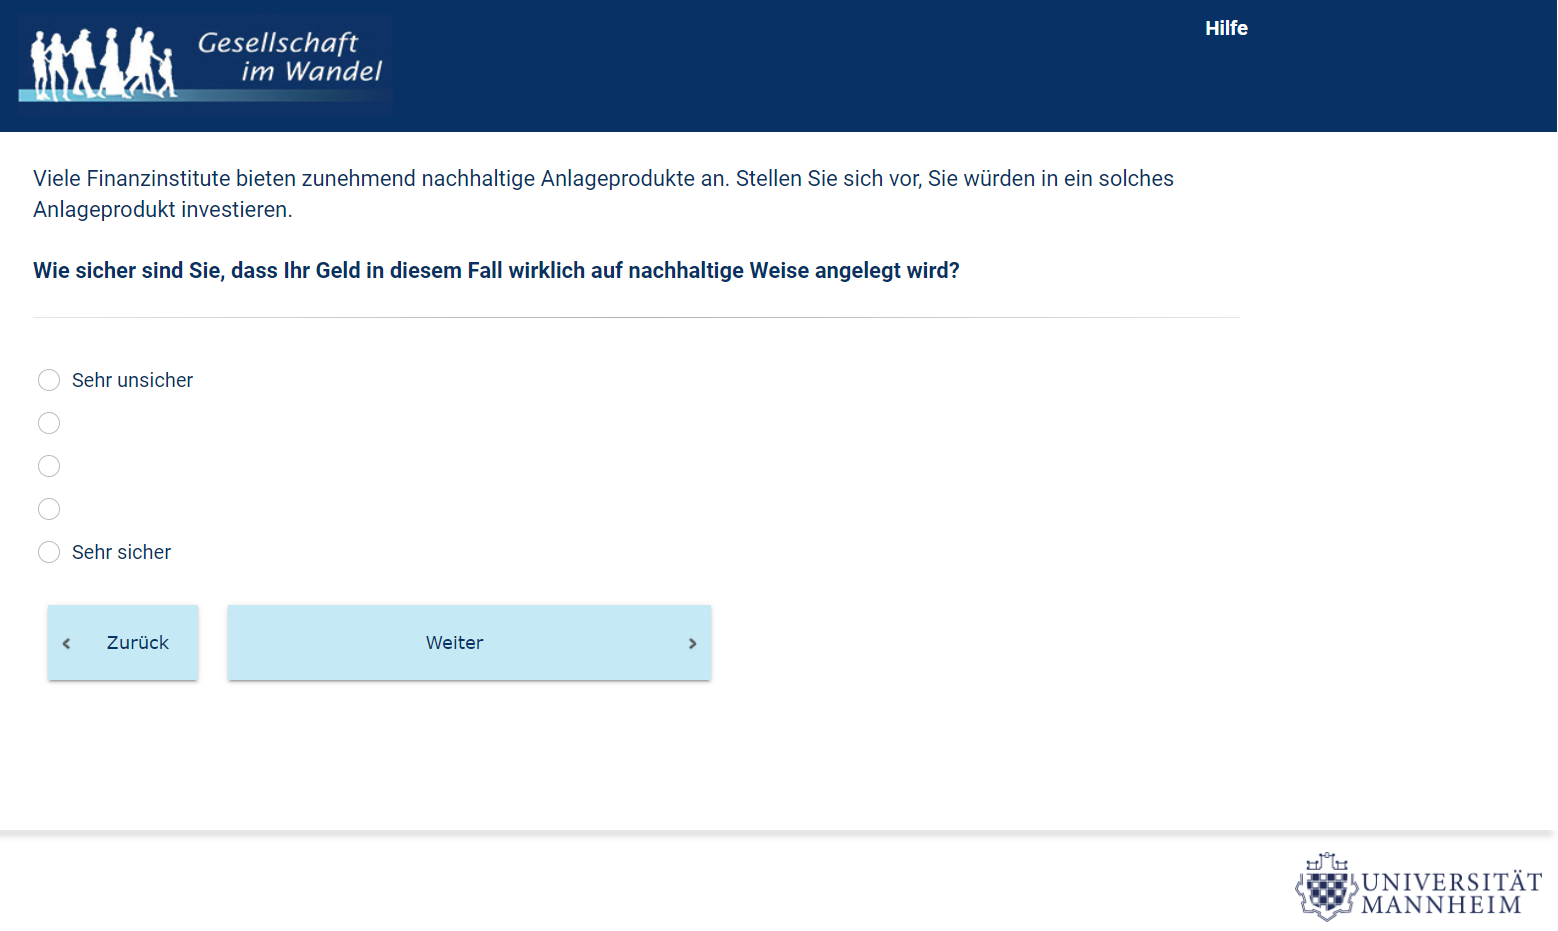 Gesellschaft
im Wandel
Hilfe
Viele Finanzinstitute bieten zunehmend nachhaltige Anlageprodukte an. Stellen Sie sich vor, Sie würden in ein solches
Anlageprodukt investieren.
Wie sicher sind Sie, dass Ihr Geld in diesem Fall wirklich auf nachhaltige Weise angelegt wird?
Sehr unsicher
Sehr sicher
Zurück
Weiter
UNIVERSITÄT
MANNHEIM